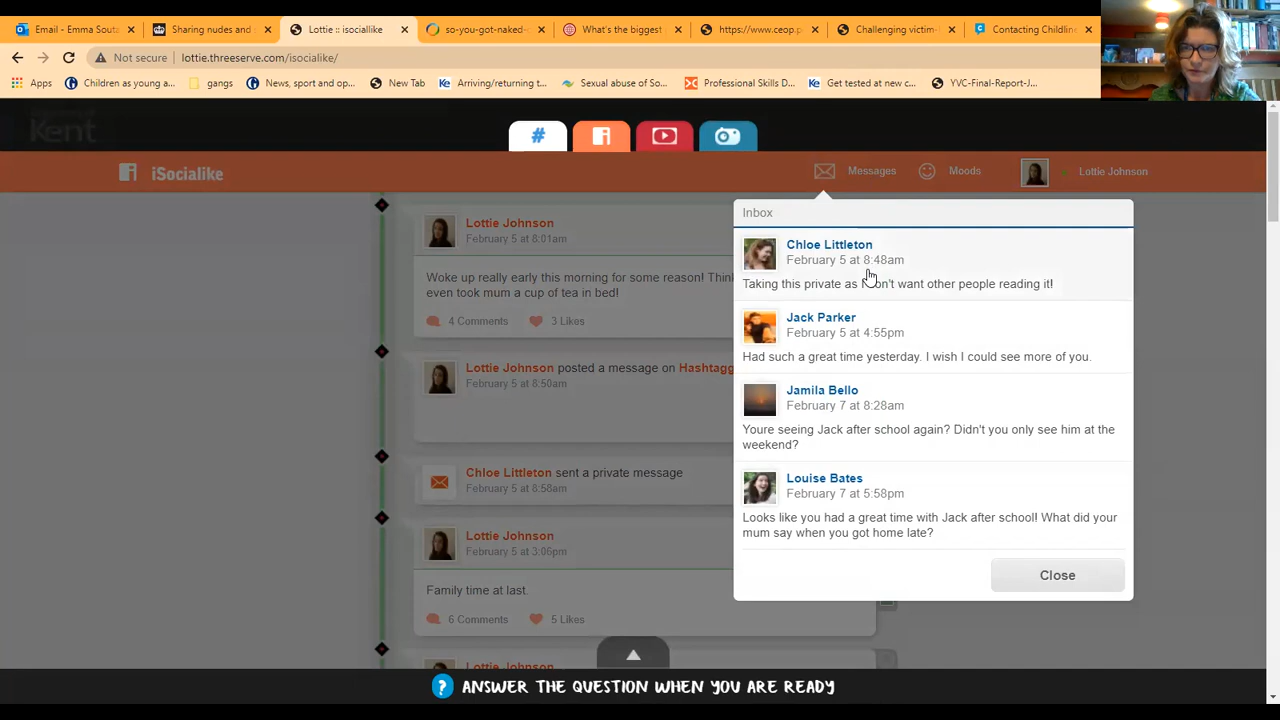 Email - Emma Souta...
Sharing nudes and
Lottie :: isociallike
so-you-got-naked-
What's the biggest
https://www.ceop.p
Challenging victim-
Contacting Childlin
Not secure
lottie.threeserve.com/isocialike/
Apps
Children as young a...
gangs
News, sport and op...
New Tab
Arriving/returning t...
Sexual abuse of So...
Professional Skills D...
Get tested at new c...
YVC-Final-Report-J...
Kent
#
iSocialike
Messages
Moods
Lottie Johnson
Lottie Johnson
February 5 at 8:01am
Woke up really early this morning for some reason! Thin
even took mum a cup of tea in bed!
4 Comments
3 Likes
Lottie Johnson posted a message on Hashtagg
February 5 at 8:50am
Chloe Littleton sent a private message
February 5 at 8:58am
Lottie Johnson
February 5 at 3:06pm
Family time at last.
6 Comments
5 Likes
Lottie Johnson
Inbox
Chloe Littleton
February 5 at 8:48am
Taking this private as I don't want other people reading it!
Jack Parker
February 5 at 4:55pm
Had such a great time yesterday. I wish I could see more of you.
Jamila Bello
February 7 at 8:28am
Youre seeing Jack after school again? Didn't you only see him at the
weekend?
Louise Bates
February 7 at 5:58pm
Looks like you had a great time with Jack after school! What did your
mum say when you got home late?
Close
? ANSWER THE QUESTION WHEN YOU ARE READY